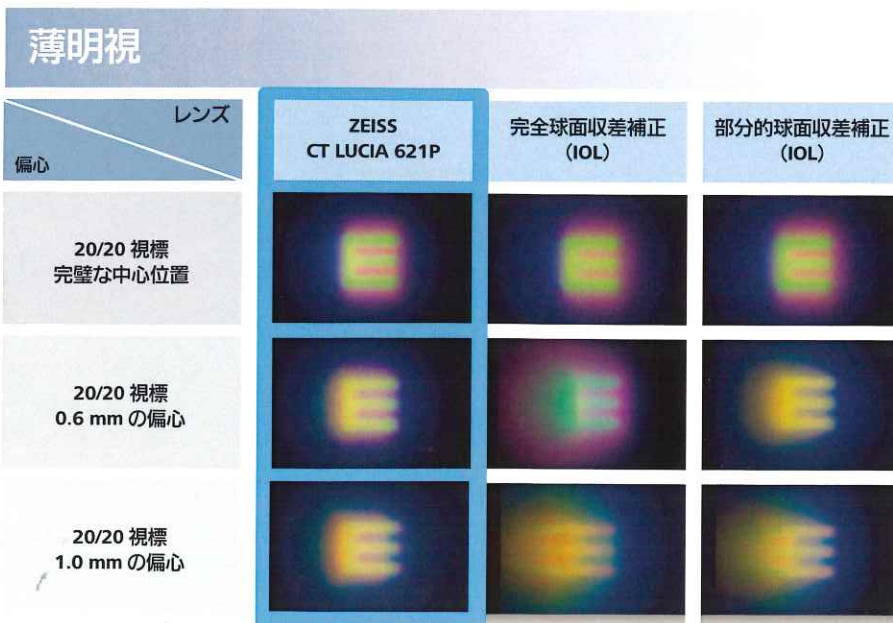 薄明視
レンズ
偏心
ZEISS
CT LUCIA 621P
完全球面収差補正
(IOL)
部分的球面収差補正
(IOL)
20/20 視標
完璧な中心位置
20/20 視標
0.6 mm の偏心
20/20 視標
1.0 mm の偏心